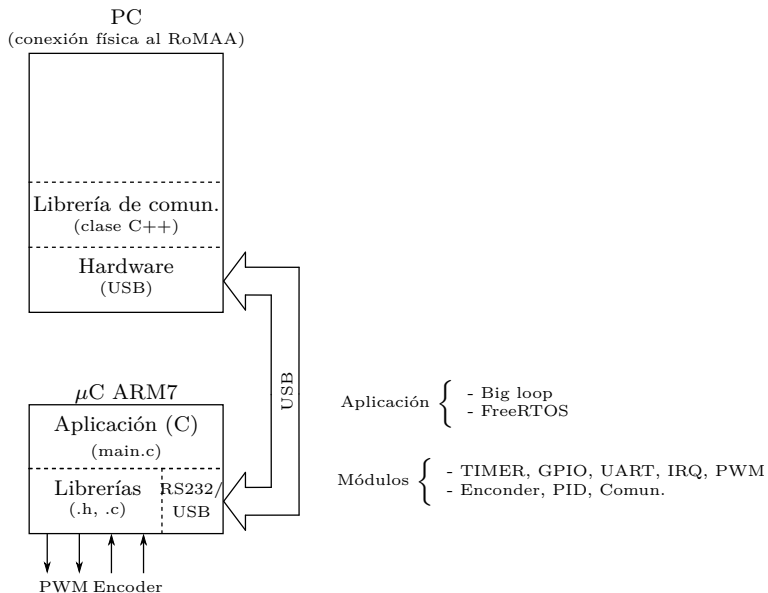 PC
(conexión física al RoMAA)
Librería de comun.
(clase C++)
Hardware
(USB)
USB
μC ARM7
Aplicación (C)
(main.c)
Librerías
(.h, .c)
RS232/
USB
PWM Encoder
Aplicación
- Big loop
- FreeRTOS
Módulos
- TIMER, GPIO, UART, IRQ, PWM
- Enconder, PID, Comun.